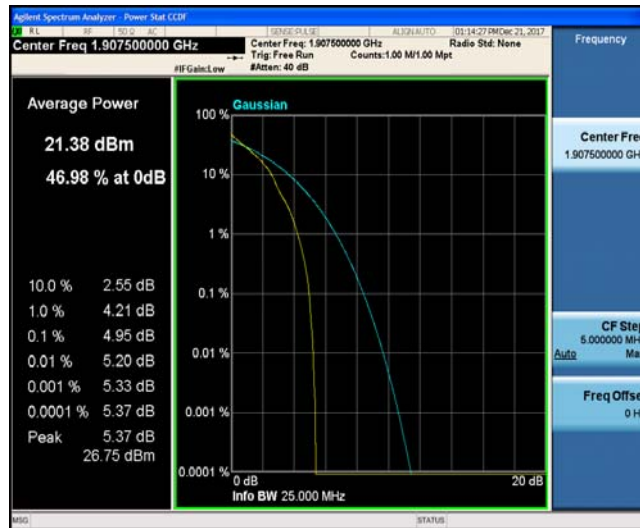 Agilent Spectrum Analyzer - Power Stat CCDF
RL RF 50 Ω AC SENSE:PULSE ALIGN AUTO 01:14:27 PM Dec 21, 2017
Center Freq 1.907500000 GHz
Center Freq: 1.907500000 GHz Radio Std: None
Trig: Free Run Counts:1.00 M/1.00 Mpt
#IFGain:Low #Atten: 40 dB
Frequency
Average Power
21.38 dBm
46.98 % at 0dB
10.0 % 2.55 dB
1.0 % 4.21 dB
0.1 % 4.95 dB
0.01 % 5.20 dB
0.001 % 5.33 dB
0.0001 % 5.37 dB
Peak 5.37 dB
26.75 dBm
Gaussian
100 %
10 %
1 %
0.1 %
0.01 %
0.001 %
0.0001 %
0 dB 20 dB
Info BW 25.000 MHz
Center Fre
1.907500000 GH
CF Step
5.000000 MH
Auto Ma
Freq Offse
0 H
MSG STATUS